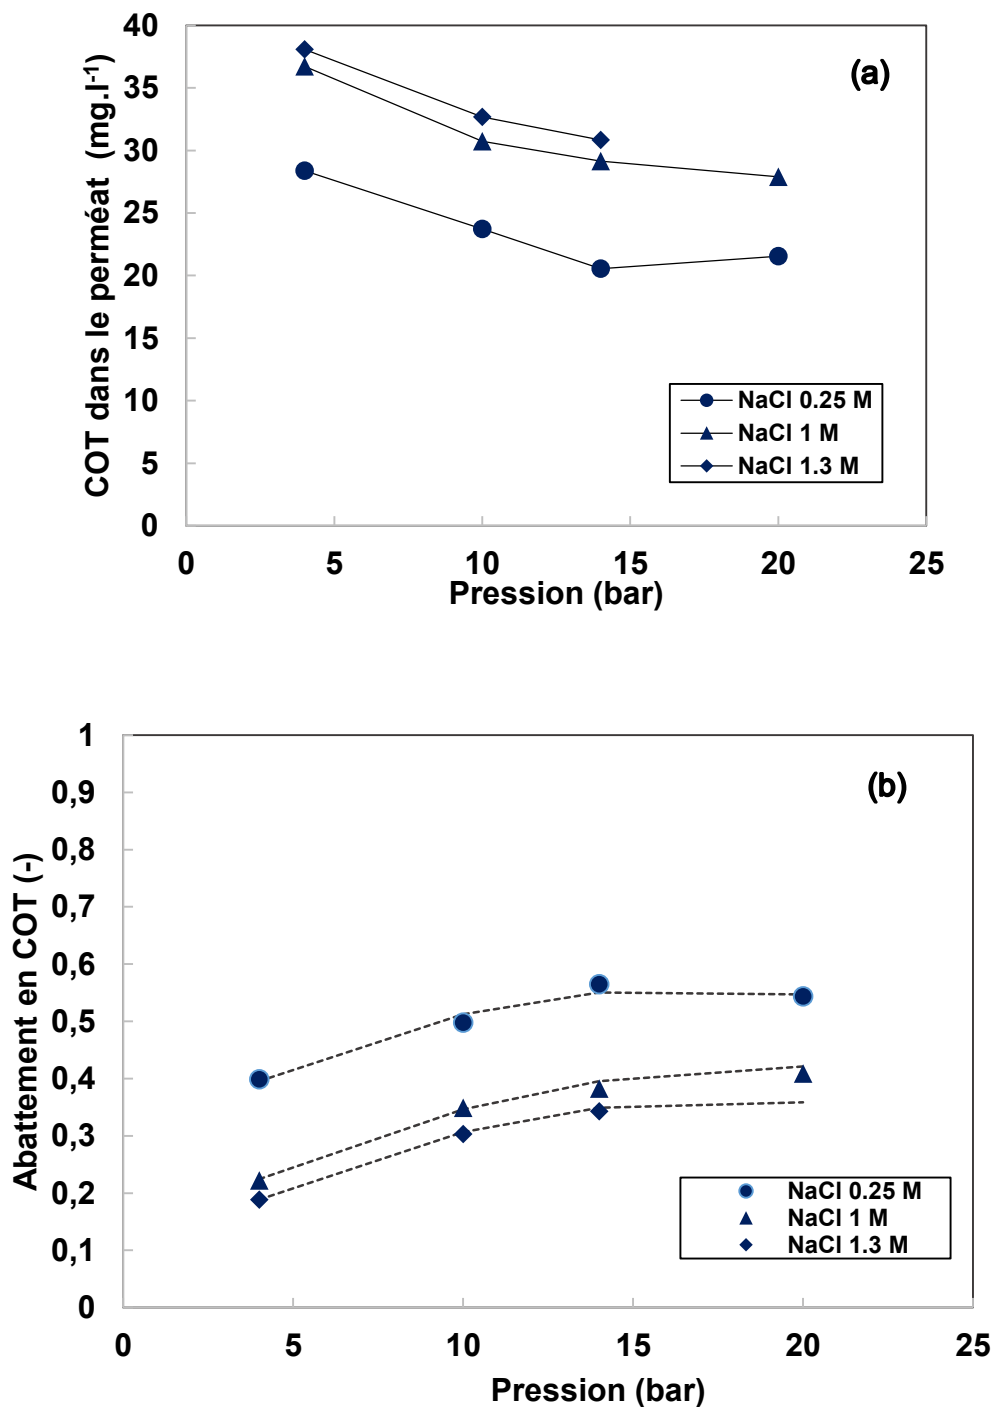 40
35
30
25
20
15
10
5
0
COT dans le perméat (mg.l-1)
(a)
NaCl 0.25 M
NaCl 1 M
NaCl 1.3 M
0 5 10 15 20 25
Pression (bar)
1
0,9
0,8
0,7
0,6
0,5
0,4
0,3
0,2
0,1
0
Abattement en COT (-)
(b)
NaCl 0.25 M
NaCl 1 M
NaCl 1.3 M
0 5 10 15 20 25
Pression (bar)